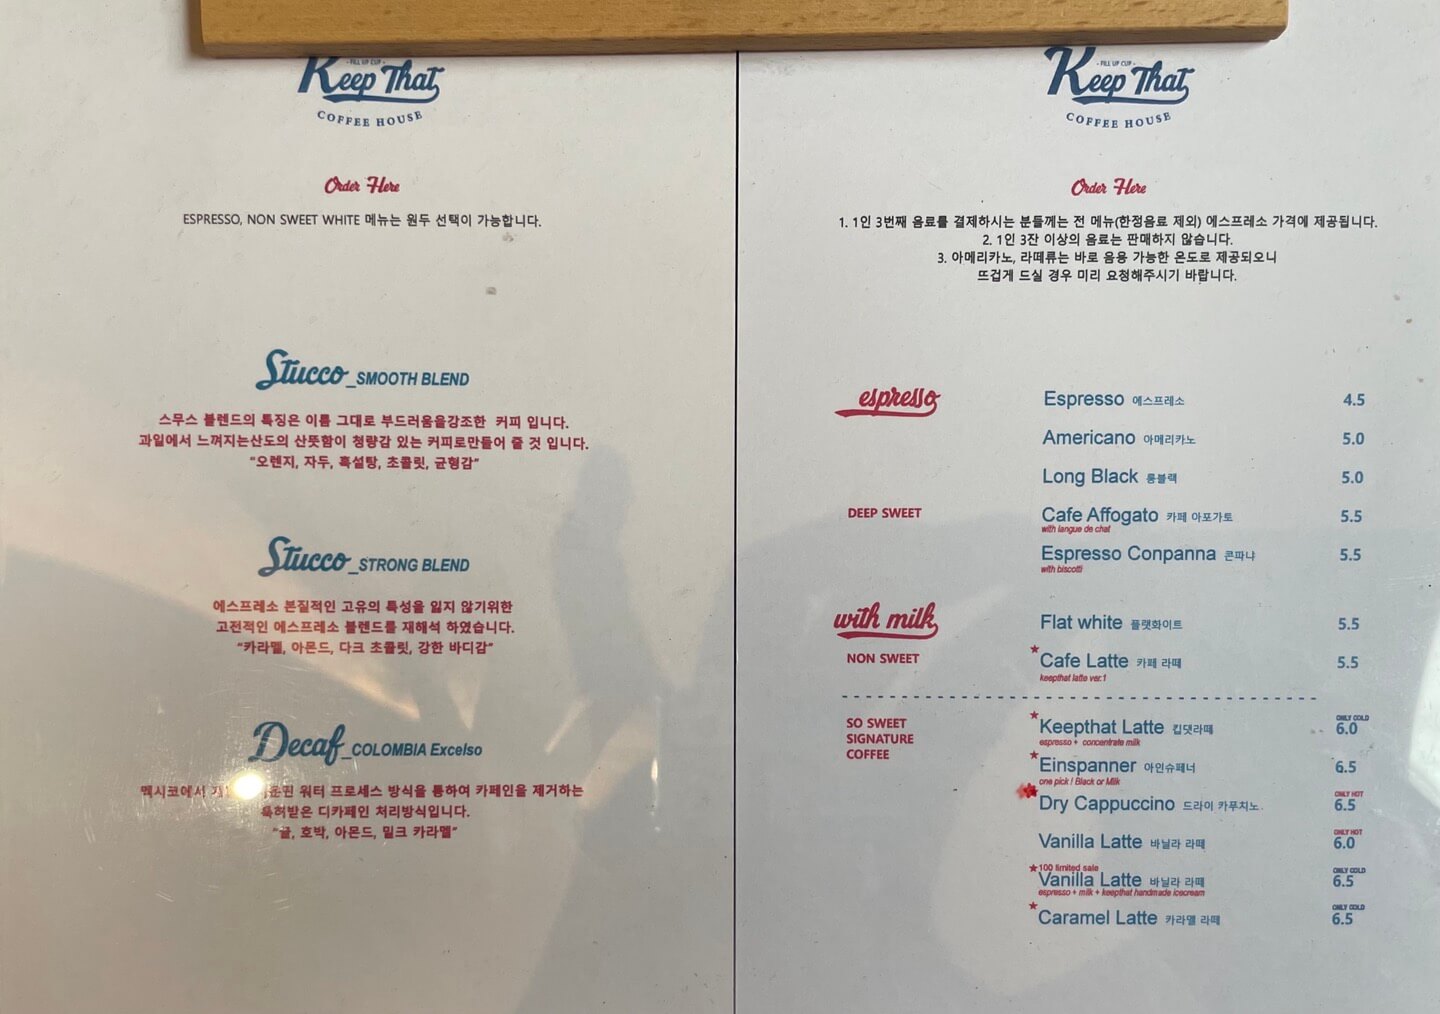 - FILL UP CUP -
Keep That
COFFEE HOUSE
Order Here
ESPRESSO, NON SWEET WHITE 메뉴는 원두 선택이 가능합니다.
Stucco_SMOOTH BLEND
스무스 블렌드의 특징은 이름 그대로 부드러움을강조한 커피 입니다.
과일에서 느껴지는산도의 산뜻함이 청량감 있는 커피로만들어 줄 것 입니다.
“오렌지, 자두, 흑설탕, 초콜릿, 균형감”
Stucco_STRONG BLEND
에스프레소 본질적인 고유의 특성을 잃지 않기위한
고전적인 에스프레소 블렌드를 재해석 하였습니다.
“카라멜, 아몬드, 다크 초콜릿, 강한 바디감”
Decaf_COLOMBIA Excelso
멕시코에서 워터 프로세스 방식을 통하여 카페인을 제거하는
특허받은 디카페인 처리방식입니다.
“귤, 호박, 아몬드, 밀크 카라멜”
- FILL UP CUP -
Keep That
COFFEE HOUSE
Order Here
1. 1인 3번째 음료를 결제하시는 분들께는 전 메뉴(한정음료 제외) 에스프레소 가격에 제공됩니다.
2. 1인 3잔 이상의 음료는 판매하지 않습니다.
3. 아메리카노, 라떼류는 바로 음용 가능한 온도로 제공되오니
뜨겁게 드실 경우 미리 요청해주시기 바랍니다.
espresso
Espresso 에스프레소 4.5
Americano 아메리카노 5.0
Long Black 롱블랙 5.0
DEEP SWEET
Cafe Affogato 카페 아포가토 5.5
with langue de chat
Espresso Conpanna 콘파냐 5.5
with biscotti
with milk
Flat white 플랫화이트 5.5
NON SWEET
Cafe Latte 카페 라떼 5.5
keepthat latte ver.1
SO SWEET
SIGNATURE
COFFEE
ONLY COLD
Keepthat Latte 킵댓라떼 6.0
espresso + concentrate milk
Einspanner 아인슈페너 6.5
one pick ! Black or Milk
ONLY HOT
Dry Cappuccino 드라이 카푸치노 6.5
ONLY HOT
Vanilla Latte 바닐라 라떼 6.0
100 limited sale
ONLY COLD
Vanilla Latte 바닐라 라떼 6.5
espresso + milk + keepthat handmade icecream
ONLY COLD
Caramel Latte 카라멜 라떼 6.5